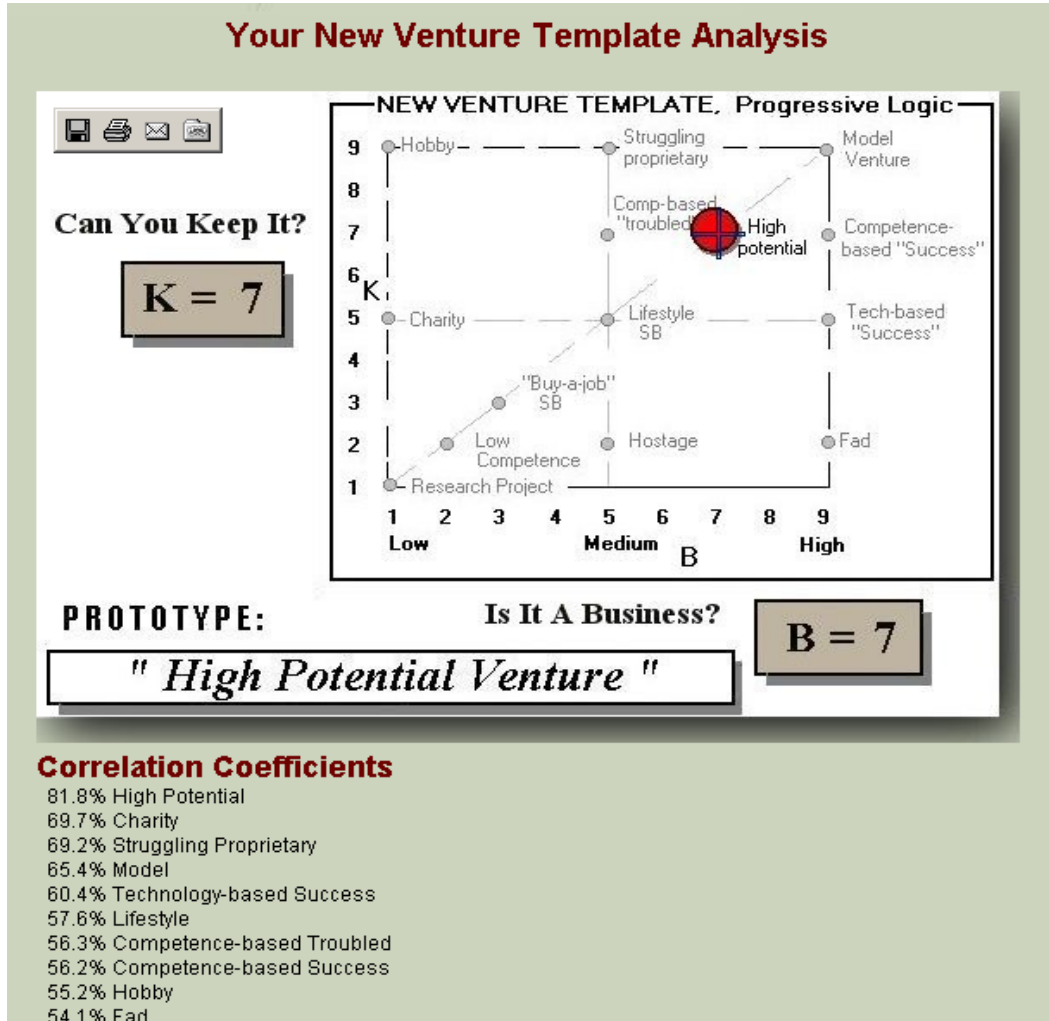 Your New Venture Template Analysis
NEW VENTURE TEMPLATE, Progressive Logic
Can You Keep It?
K = 7
9
8
7
6
5
4
3
2
1
K
Hobby
Struggling
proprietary
Model
Venture
Comp-based
"troubled
High
potential
Competence-
based "Success"
Charity
Lifestyle
SB
Tech-based
"Success"
"Buy-a-job"
SB
Low
Competence
Hostage
Fad
Research Project
1 2 3 4 5 6 7 8 9
Low Medium High
B
PROTOTYPE:
Is It A Business?
B = 7
" High Potential Venture "
Correlation Coefficients
81.8% High Potential
69.7% Charity
69.2% Struggling Proprietary
65.4% Model
60.4% Technology-based Success
57.6% Lifestyle
56.3% Competence-based Troubled
56.2% Competence-based Success
55.2% Hobby
54.1% Fad